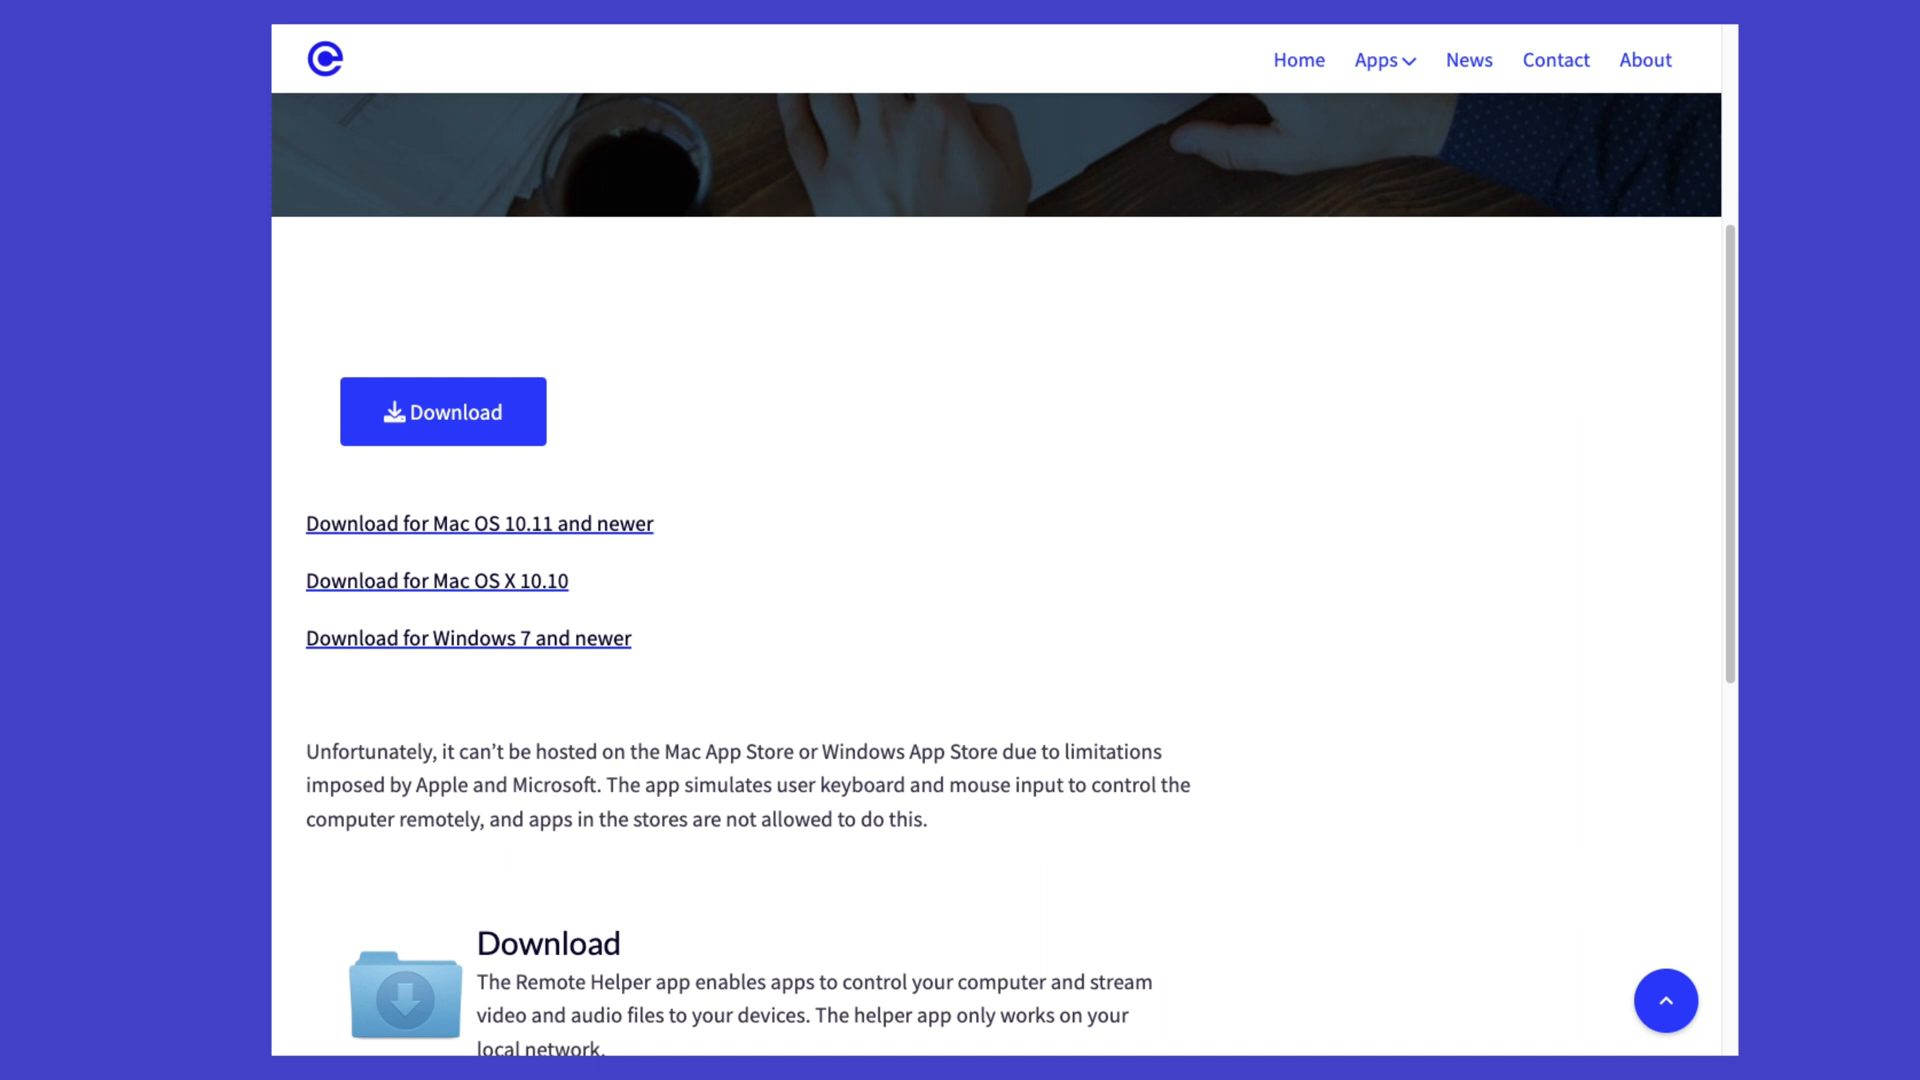 Home Apps News Contact About
Download
Download for Mac OS 10.11 and newer
Download for Mac OS X 10.10
Download for Windows 7 and newer
Unfortunately, it can’t be hosted on the Mac App Store or Windows App Store due to limitations
imposed by Apple and Microsoft. The app simulates user keyboard and mouse input to control the
computer remotely, and apps in the stores are not allowed to do this.
Download
The Remote Helper app enables apps to control your computer and stream
video and audio files to your devices. The helper app only works on your
local network.